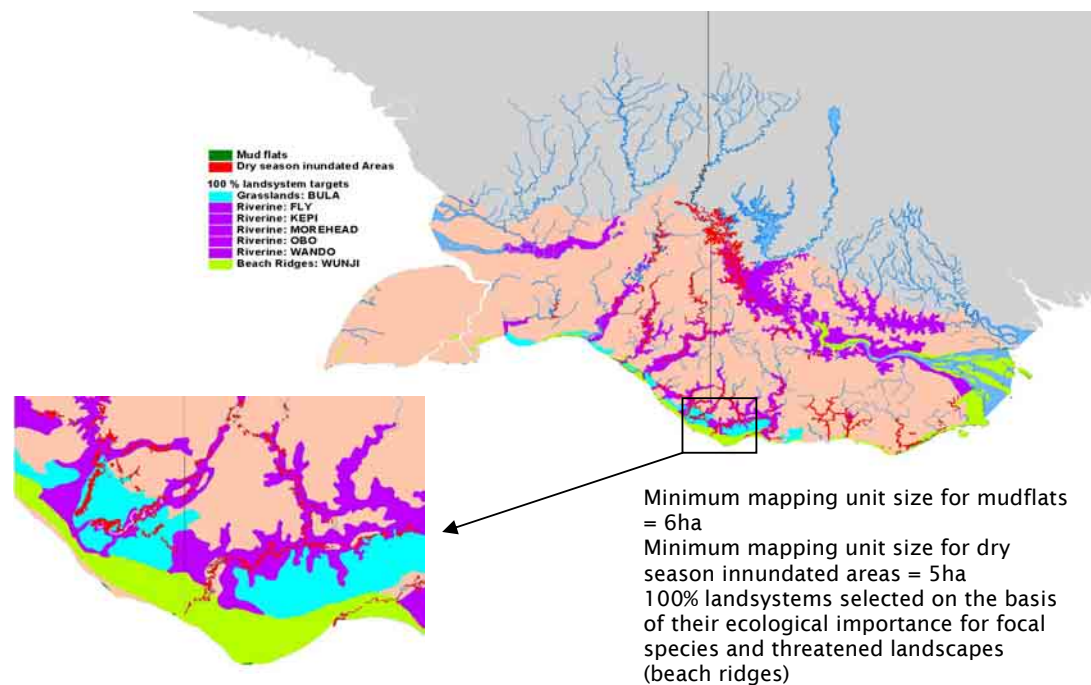 Mud flats
Dry season inundated Areas
100 % landsystem targets
Grasslands: BULA
Riverine: FLY
Riverine: KEPI
Riverine: MOREHEAD
Riverine: OBO
Riverine: WANDO
Beach Ridges: WUNJI
Minimum mapping unit size for mudflats
= 6ha
Minimum mapping unit size for dry
season innundated areas = 5ha
100% landsystems selected on the basis
of their ecological importance for focal
species and threatened landscapes
(beach ridges)